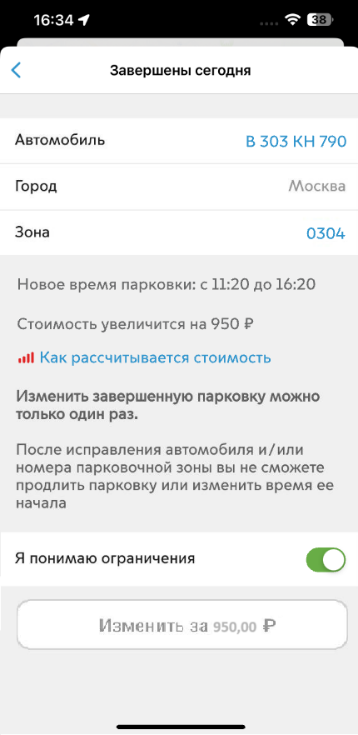 16:34
38
Завершены сегодня
Автомобиль
В 303 КН 790
Город
Москва
Зона
0304
Новое время парковки: с 11:20 до 16:20
Стоимость увеличится на 950 ₽
Как рассчитывается стоимость
Изменить завершенную парковку можно
только один раз.
После исправления автомобиля и/или
номера парковочной зоны вы не сможете
продлить парковку или изменить время ее
начала
Я понимаю ограничения
Изменить за 950,00 ₽